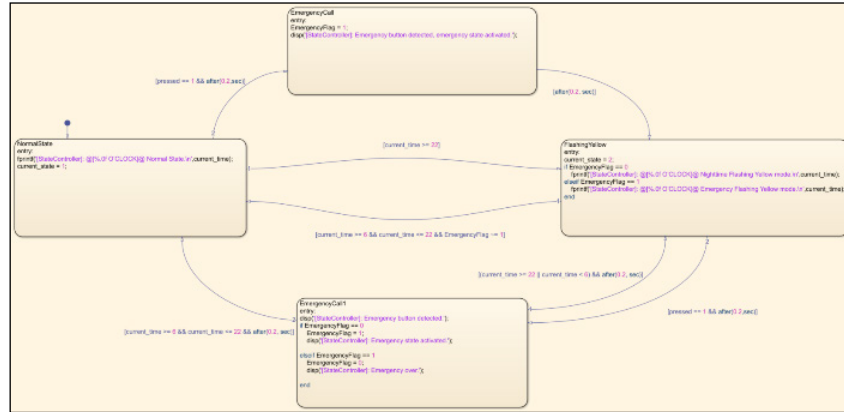 EmergencyCall
entry:
EmergencyFlag = 1;
disp('[StateController]: Emergency button detected, emergency state activated.');
[pressed == 1 && after(0.2,sec)]
[after(0.2, sec)]
NormalState
entry:
fprintf('[StateController]: @[%.0f O'CLOCK]@ Normal State.\n',current_time);
current_state = 1;
[current_time >= 22]
FlashingYellow
entry:
current_state = 2;
if EmergencyFlag == 0
fprintf('[StateController]: @[%.0f O'CLOCK]@ Nighttime Flashing Yellow mode.\n',current_time);
elseif EmergencyFlag == 1
fprintf('[StateController]: @[%.0f O'CLOCK]@ Emergency Flashing Yellow mode.\n',current_time);
end
[current_time >= 6 && current_time == 22 && EmergencyFlag ~= 1]
[(current_time >= 22 || current_time < 6) && after(0.2, sec)]
[pressed == 1 && after(0.2,sec)]
[current_time >= 6 && current_time == 22 && after(0.2, sec)]
EmergencyCall1
entry:
disp('[StateController]: Emergency button detected.');
if EmergencyFlag == 0
EmergencyFlag = 1;
disp('[StateController]: Emergency state activated.');
elseif EmergencyFlag == 1
EmergencyFlag = 0;
disp('[StateController]: Emergency over.');
end